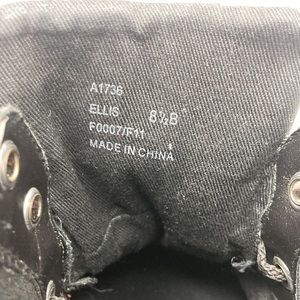 A1736
ELLIS 8½B
F0007/F11
MADE IN CHINA